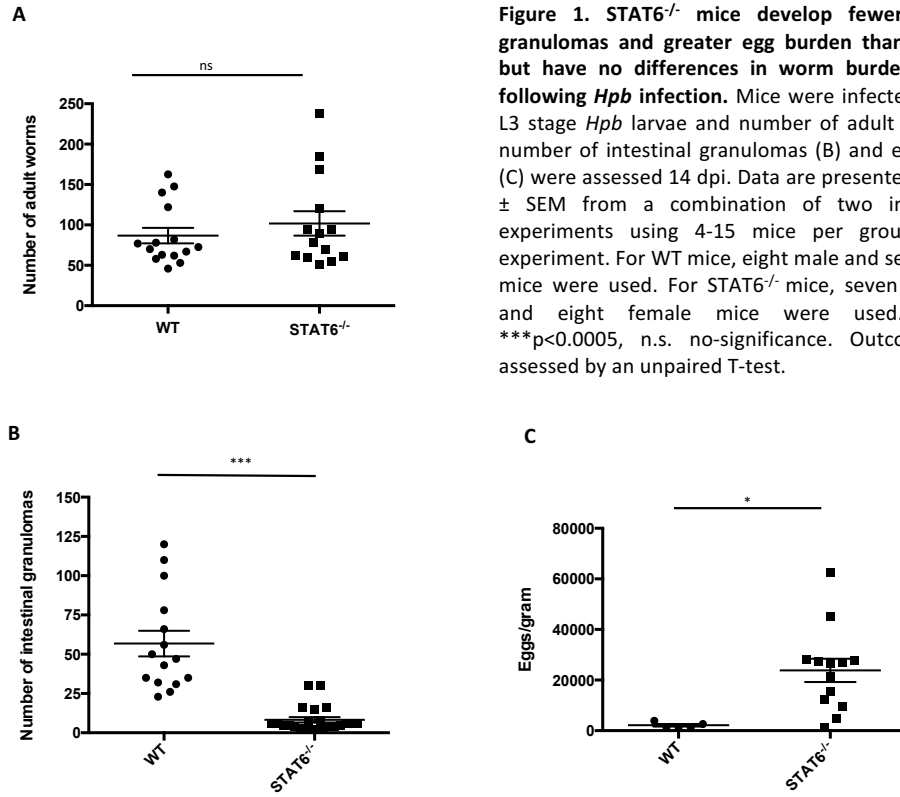 A
ns
Number of adult worms
250
200
150
100
50
0
WT
STAT6-/-
Figure 1. STAT6-/- mice develop fewer
granulomas and greater egg burden than
but have no differences in worm burde
following Hpb infection. Mice were infecte
L3 stage Hpb larvae and number of adult
number of intestinal granulomas (B) and e
(C) were assessed 14 dpi. Data are presente
± SEM from a combination of two in
experiments using 4-15 mice per grou
experiment. For WT mice, eight male and se
mice were used. For STAT6-/- mice, seven
and eight female mice were used.
***p<0.0005, n.s. no-significance. Outco
assessed by an unpaired T-test.
B
***
Number of intestinal granulomas
150
125
100
75
50
25
0
WT
STAT6-/-
C
*
Eggs/gram
80000
60000
40000
20000
0
WT
STAT6-/-